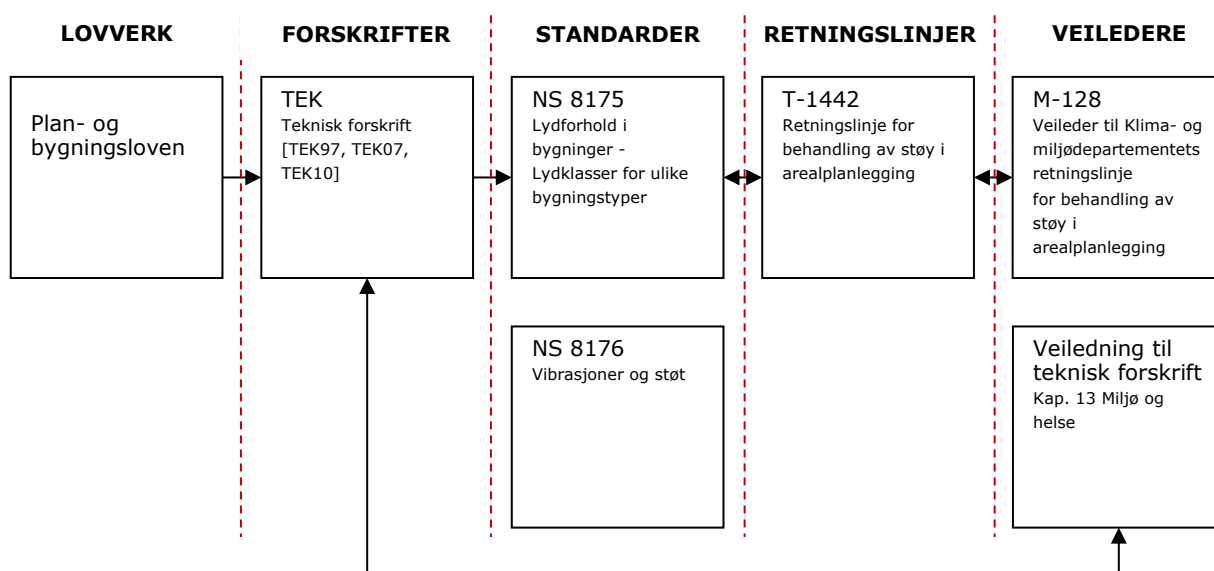 LOVVERK
FORSKRIFTER
STANDARDER
RETNINGSLINJER
VEILEDERE
Plan- og
bygningsloven
TEK
Teknisk forskrift
[TEK97, TEK07,
TEK10]
NS 8175
Lydforhold i
bygninger -
Lydklasser for ulike
bygningstyper
T-1442
Retningslinje for
behandling av støy i
arealplanlegging
M-128
Veileder til Klima- og
miljødepartementets
retningslinje
for behandling av
støy i
arealplanlegging
NS 8176
Vibrasjoner og støt
Veiledning til
teknisk forskrift
Kap. 13 Miljø og
helse